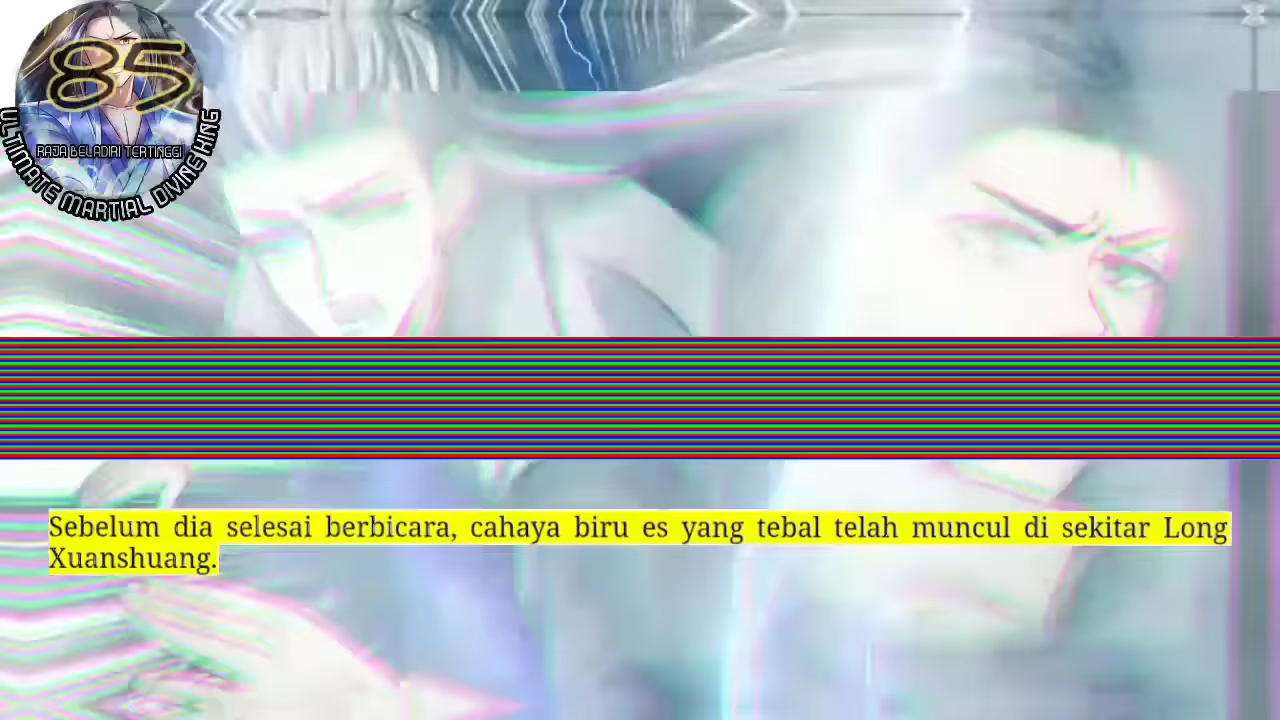 85
RAJA BELADIRI TERTINGGI
ULTIMATE MARTIAL DIVINE KING
Sebelum dia selesai berbicara, cahaya biru es yang tebal telah muncul di sekitar Long
Xuanshuang.